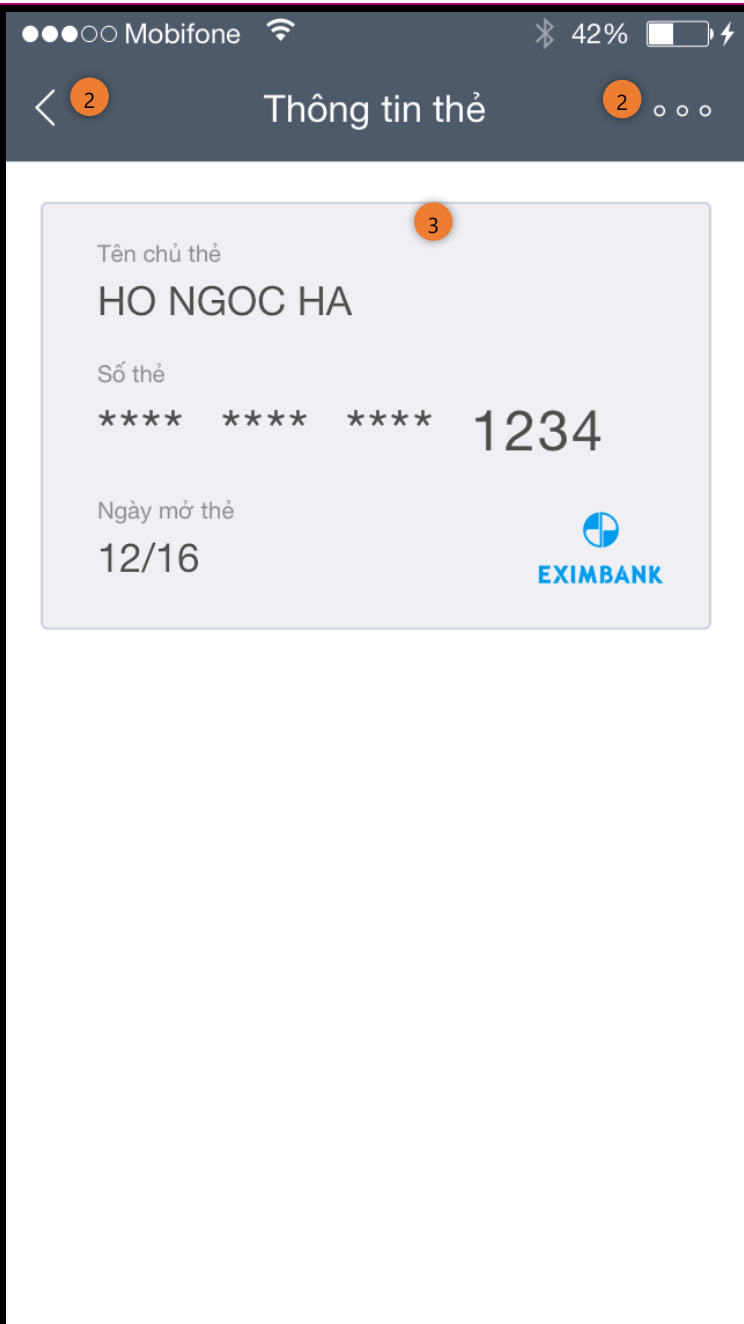 Mobifone 42%
2 Thông tin thẻ 2
3
Tên chủ thẻ
HO NGOC HA
Số thẻ
**** **** **** 1234
Ngày mở thẻ
12/16
EXIMBANK